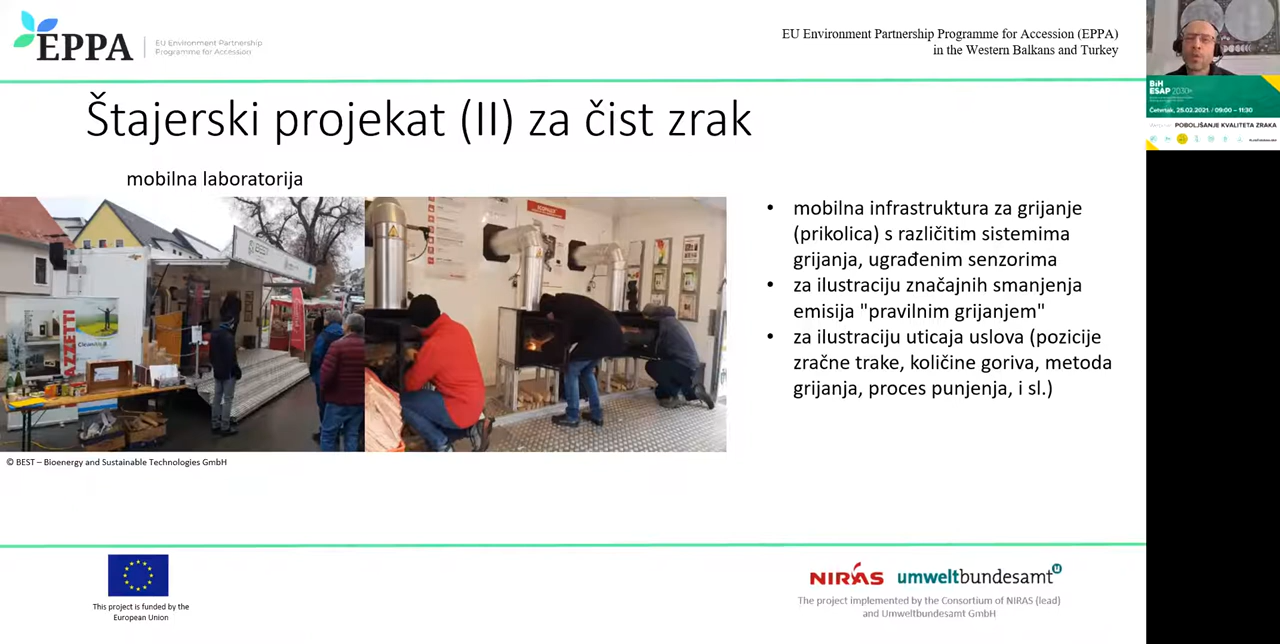 EPPA
EU Environment Partnership
Programme for Accession
EU Environment Partnership Programme for Accession (EPPA)
in the Western Balkans and Turkey
BiH
ESAP 2030+
Četvrtak, 25.02.2021. / 09:00 – 11:30
POBOLJŠANJE KVALITETA ZRAKA
Štajerski projekat (II) za čist zrak
mobilna laboratorija
• mobilna infrastruktura za grijanje
(prikolica) s različitim sistemima
grijanja, ugrađenim senzorima
• za ilustraciju značajnih smanjenja
emisija "pravilnim grijanjem"
• za ilustraciju uticaja uslova (pozicije
zračne trake, količine goriva, metoda
grijanja, proces punjenja, i sl.)
© BEST – Bioenergy and Sustainable Technologies GmbH
This project is funded by the
European Union
NIRAS
umweltbundesamt
The project implemented by the Consortium of NIRAS (lead)
and Umweltbundesamt GmbH